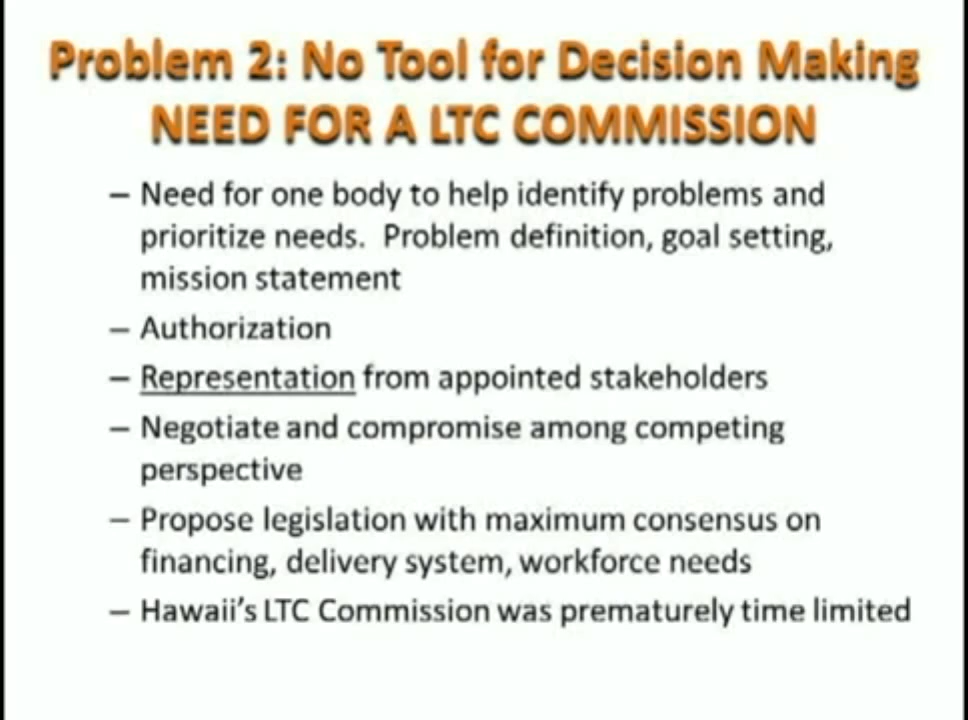 Problem 2: No Tool for Decision Making
NEED FOR A LTC COMMISSION
– Need for one body to help identify problems and
prioritize needs. Problem definition, goal setting,
mission statement
– Authorization
– Representation from appointed stakeholders
– Negotiate and compromise among competing
perspective
– Propose legislation with maximum consensus on
financing, delivery system, workforce needs
– Hawaii's LTC Commission was prematurely time limited